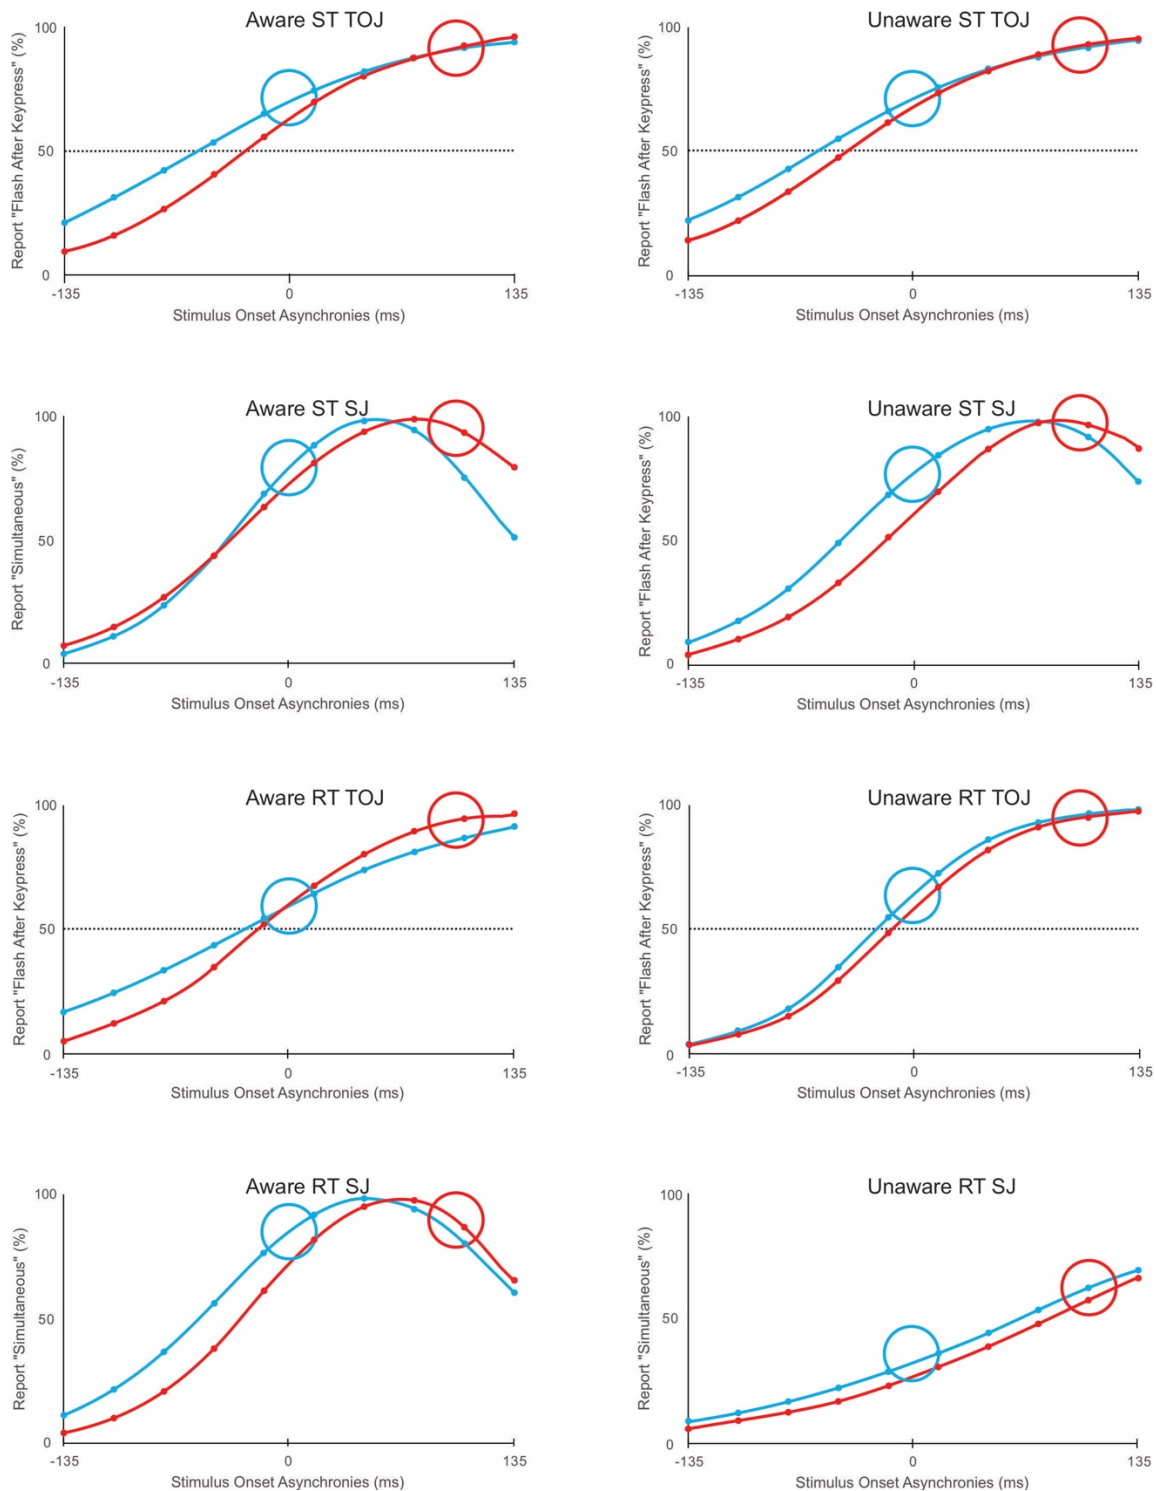 Aware ST TOJ
Report "Flash After Keypress" (%)
100
50
0
-135
0
135
Stimulus Onset Asynchronies (ms)
Unaware ST TOJ
Report "Flash After Keypress" (%)
100
50
0
-135
0
135
Stimulus Onset Asynchronies (ms)
Aware ST SJ
Report "Simultaneous" (%)
100
50
0
-135
0
135
Stimulus Onset Asynchronies (ms)
Unaware ST SJ
Report "Flash After Keypress" (%)
100
50
0
-135
0
135
Stimulus Onset Asynchronies (ms)
Aware RT TOJ
Report "Flash After Keypress" (%)
100
50
0
-135
0
135
Stimulus Onset Asynchronies (ms)
Unaware RT TOJ
Report "Flash After Keypress" (%)
100
50
0
-135
0
135
Stimulus Onset Asynchronies (ms)
Aware RT SJ
Report "Simultaneous" (%)
100
50
0
-135
0
135
Stimulus Onset Asynchronies (ms)
Unaware RT SJ
Report "Simultaneous" (%)
100
50
0
-135
0
135
Stimulus Onset Asynchronies (ms)